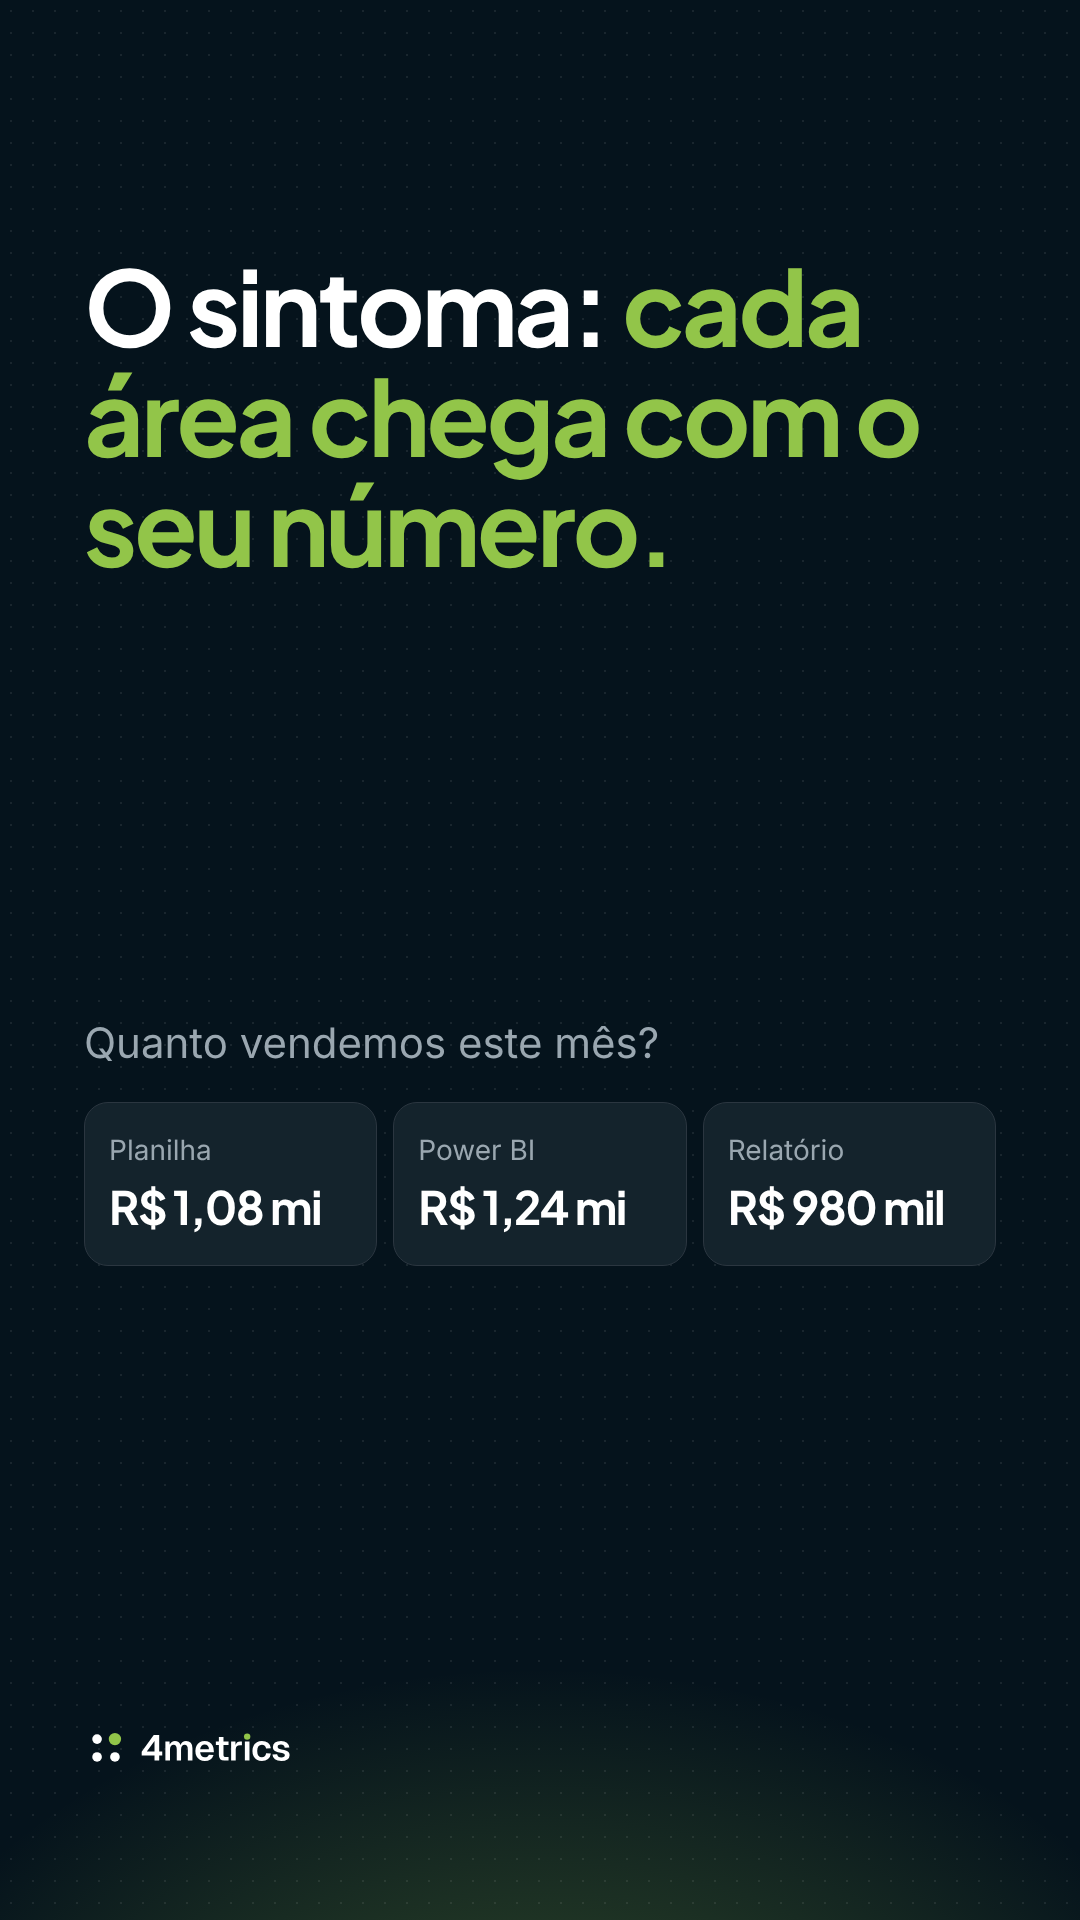 O sintoma: cada
área chega com o
seu número.
Quanto vendemos este mês?
Planilha
R$ 1,08 mi
Power BI
R$ 1,24 mi
Relatório
R$ 980 mil
4metrics